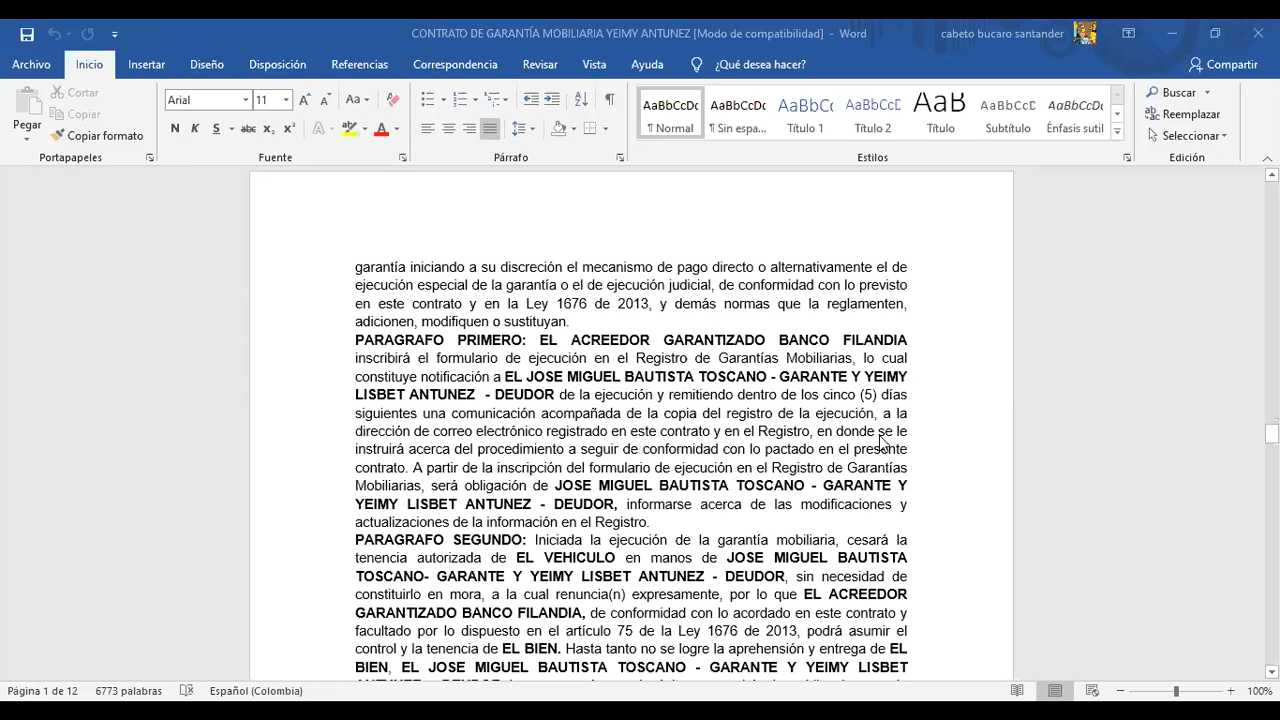 CONTRATO DE GARANTÍA MOBILIARIA YEIMY ANTUNEZ [Modo de compatibilidad] - Word
cabeto bucaro santander
Archivo Inicio Insertar Diseño Disposición Referencias Correspondencia Revisar Vista Ayuda ¿Qué desea hacer? Compartir
Pegar
Cortar
Copiar
Copiar formato
Portapapeles
Arial 11
Aa
N K S abc x₂ x²
A A
Fuente
Párrafo
AaBbCcDc AaBbCcDc AaBbCc AaBbCcD AaB AaBbCcD AaBbCcDc
¶ Normal ¶ Sin espa... Título 1 Título 2 Título Subtítulo Énfasis sutil
Estilos
Buscar
Reemplazar
Seleccionar
Edición
garantía iniciando a su discreción el mecanismo de pago directo o alternativamente el de
ejecución especial de la garantía o el de ejecución judicial, de conformidad con lo previsto
en este contrato y en la Ley 1676 de 2013, y demás normas que la reglamenten,
adicionen, modifiquen o sustituyan.
PARAGRAFO PRIMERO: EL ACREEDOR GARANTIZADO BANCO FILANDIA
inscribirá el formulario de ejecución en el Registro de Garantías Mobiliarias, lo cual
constituye notificación a EL JOSE MIGUEL BAUTISTA TOSCANO - GARANTE Y YEIMY
LISBET ANTUNEZ - DEUDOR de la ejecución y remitiendo dentro de los cinco (5) días
siguientes una comunicación acompañada de la copia del registro de la ejecución, a la
dirección de correo electrónico registrado en este contrato y en el Registro, en donde se le
instruirá acerca del procedimiento a seguir de conformidad con lo pactado en el presente
contrato. A partir de la inscripción del formulario de ejecución en el Registro de Garantías
Mobiliarias, será obligación de JOSE MIGUEL BAUTISTA TOSCANO - GARANTE Y
YEIMY LISBET ANTUNEZ - DEUDOR, informarse acerca de las modificaciones y
actualizaciones de la información en el Registro.
PARAGRAFO SEGUNDO: Iniciada la ejecución de la garantía mobiliaria, cesará la
tenencia autorizada de EL VEHICULO en manos de JOSE MIGUEL BAUTISTA
TOSCANO- GARANTE Y YEIMY LISBET ANTUNEZ - DEUDOR, sin necesidad de
constituirlo en mora, a la cual renuncia(n) expresamente, por lo que EL ACREEDOR
GARANTIZADO BANCO FILANDIA, de conformidad con lo acordado en este contrato y
facultado por lo dispuesto en el artículo 75 de la Ley 1676 de 2013, podrá asumir el
control y la tenencia de EL BIEN. Hasta tanto no se logre la aprehensión y entrega de EL
BIEN, EL JOSE MIGUEL BAUTISTA TOSCANO - GARANTE Y YEIMY LISBET
Página 1 de 12 6773 palabras Español (Colombia) 100%